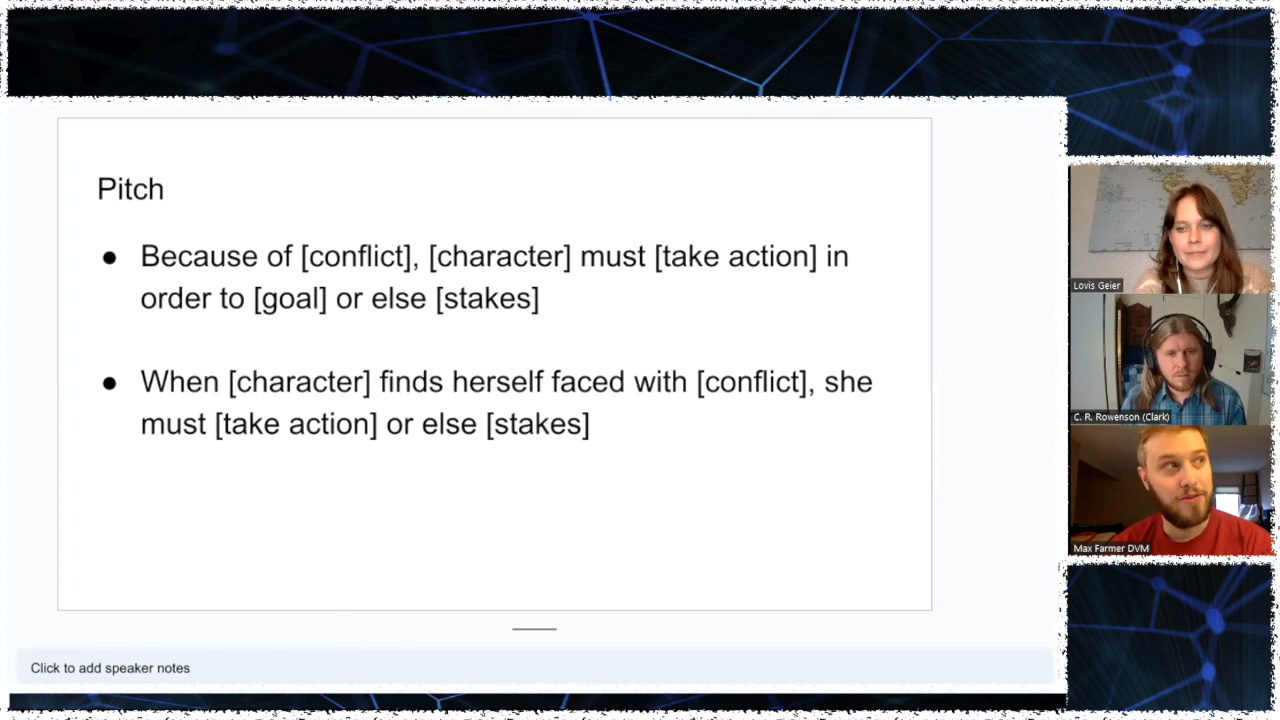 Pitch
● Because of [conflict], [character] must [take action] in
order to [goal] or else [stakes]
● When [character] finds herself faced with [conflict], she
must [take action] or else [stakes]
Click to add speaker notes
Lovis Geier
C. R. Rowenson (Clark)
Max Farmer DVM